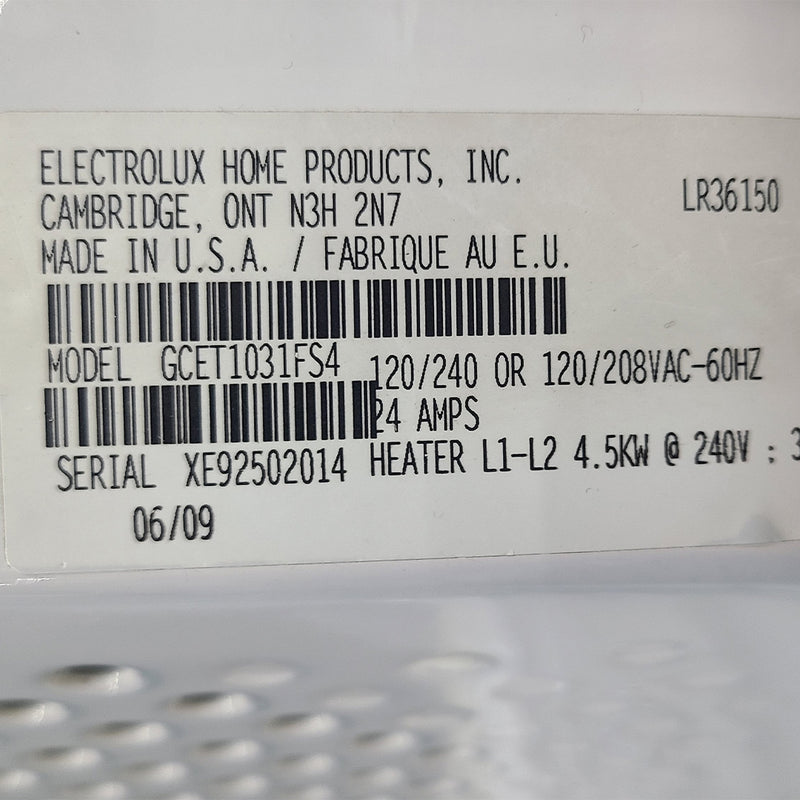 ELECTROLUX HOME PRODUCTS, INC.
CAMBRIDGE, ONT N3H 2N7
LR36150
MADE IN U.S.A. / FABRIQUE AU E.U.
MODEL GCET1031FS4
120/240 OR 120/208VAC-60HZ
24 AMPS
SERIAL XE92502014
HEATER L1-L2 4.5KW @ 240V : 3
06/09